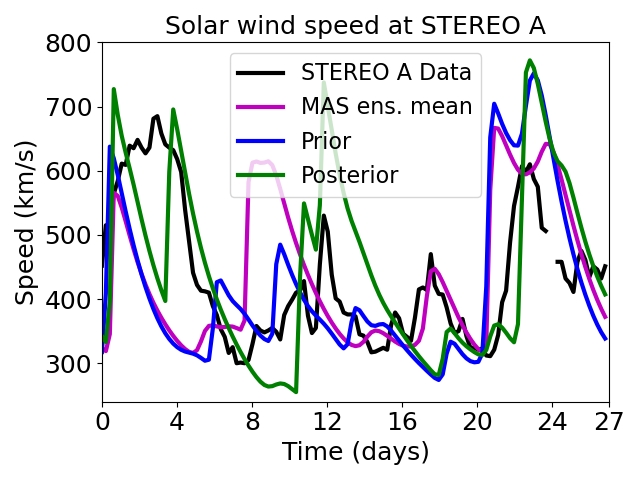 Solar wind speed at STEREO A
800
700
600
500
400
300
Speed (km/s)
STEREO A Data
MAS ens. mean
Prior
Posterior
0 4 8 12 16 20 24 27
Time (days)